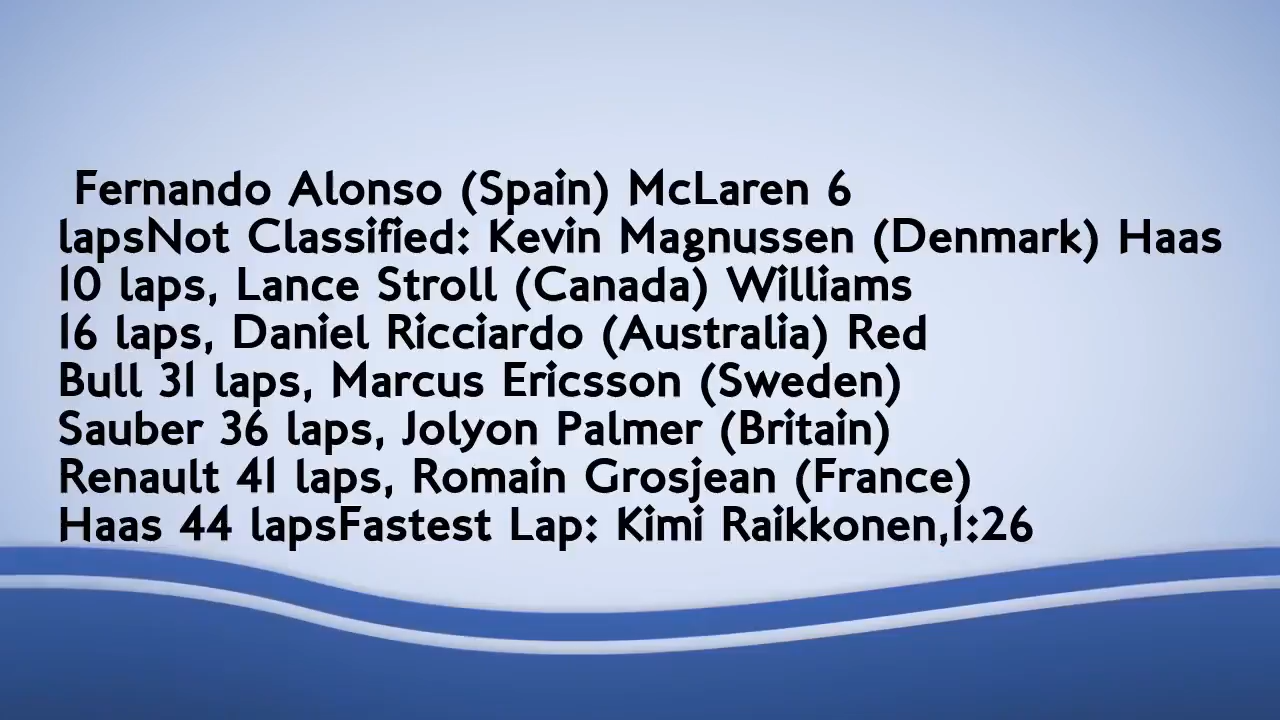 Fernando Alonso (Spain) McLaren 6
lapsNot Classified: Kevin Magnussen (Denmark) Haas
10 laps, Lance Stroll (Canada) Williams
16 laps, Daniel Ricciardo (Australia) Red
Bull 31 laps, Marcus Ericsson (Sweden)
Sauber 36 laps, Jolyon Palmer (Britain)
Renault 41 laps, Romain Grosjean (France)
Haas 44 lapsFastest Lap: Kimi Raikkonen,1:26